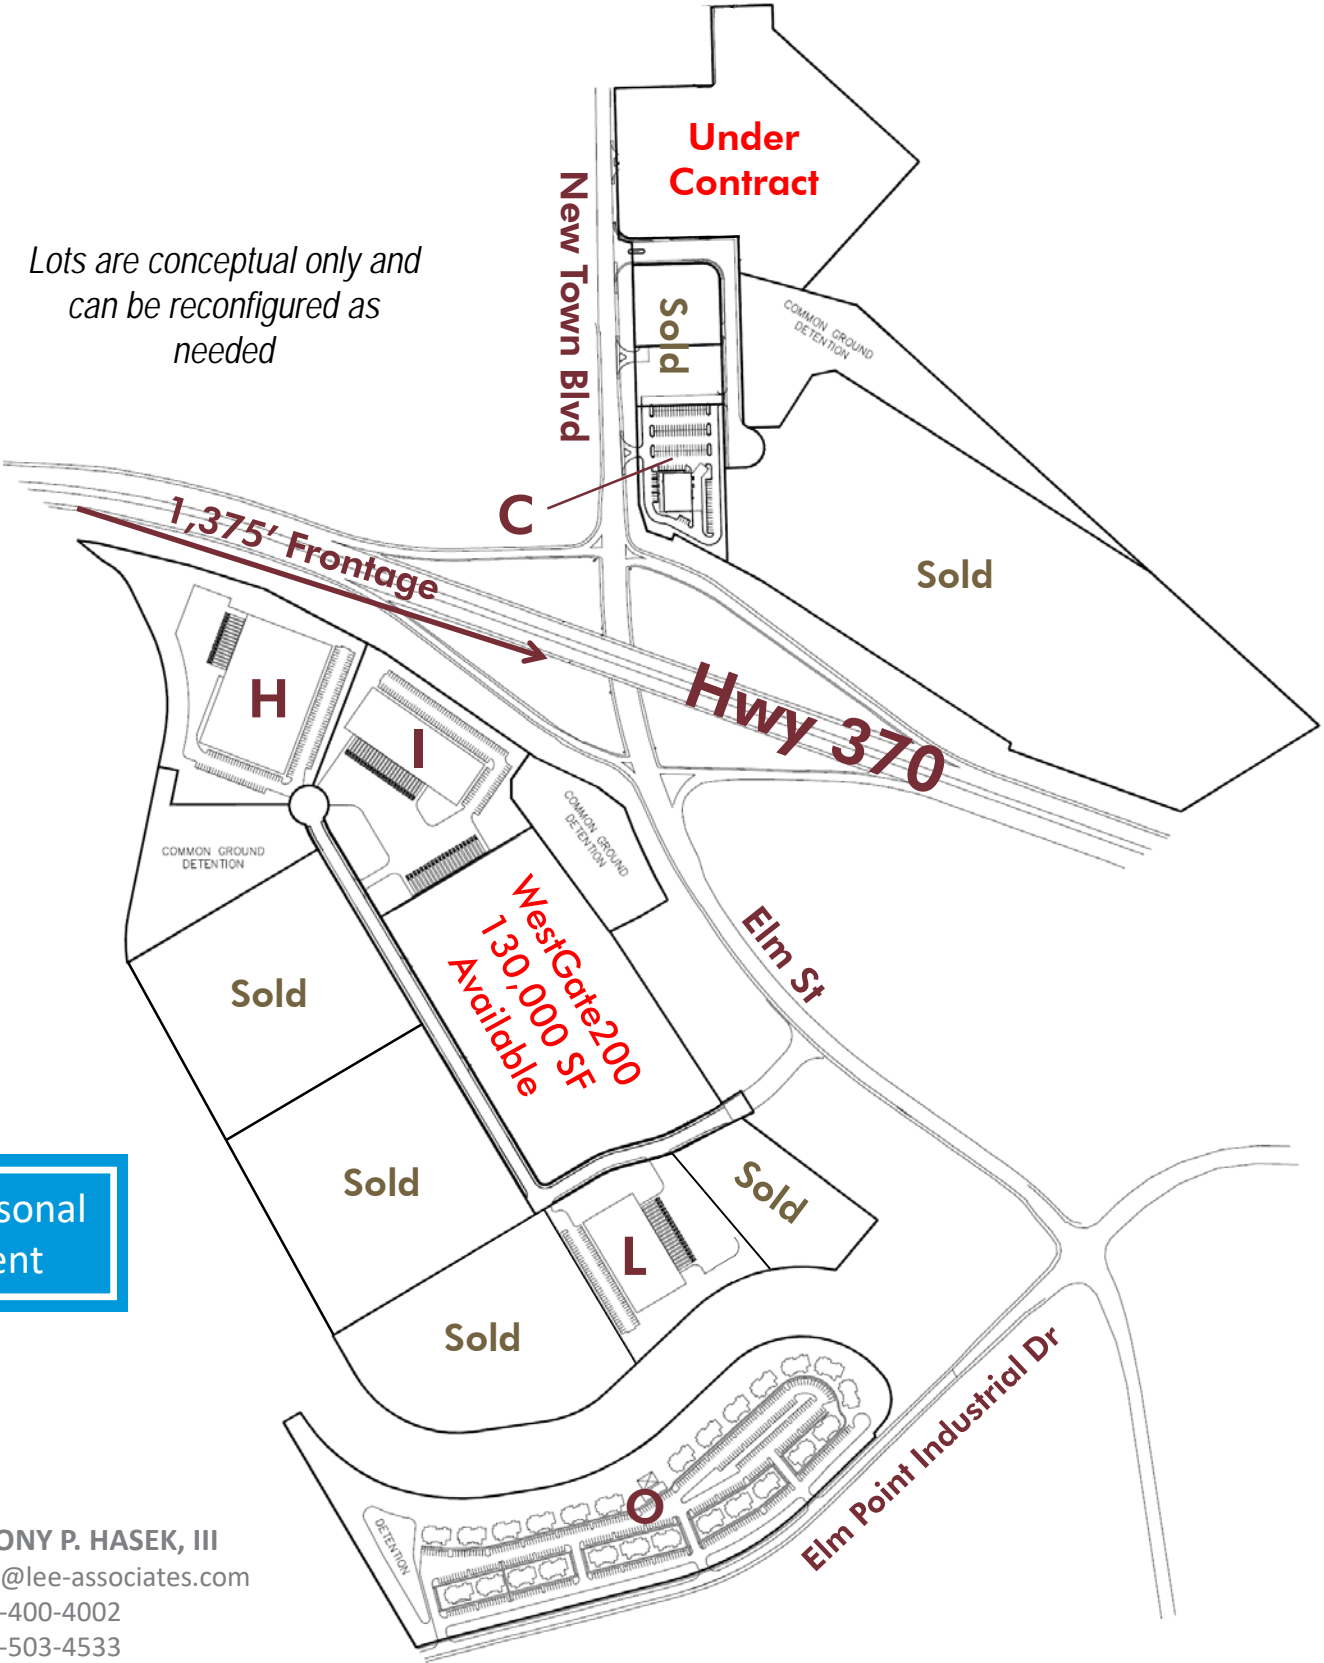 Under
Contract
New Town Blvd
Lots are conceptual only and
can be reconfigured as
needed
Sold
COMMON GROUND
DETENTION
C
1,375' Frontage
Sold
H
I
Hwy 370
COMMON GROUND
DETENTION
COMMON GROUND
DETENTION
WestGate200
130,000 SF
Available
Elm St
Sold
Sold
Sold
L
Sold
sonal
ent
Elm Point Industrial Dr
O
DETENTION
ONY P. HASEK, III
@lee-associates.com
-400-4002
-503-4533